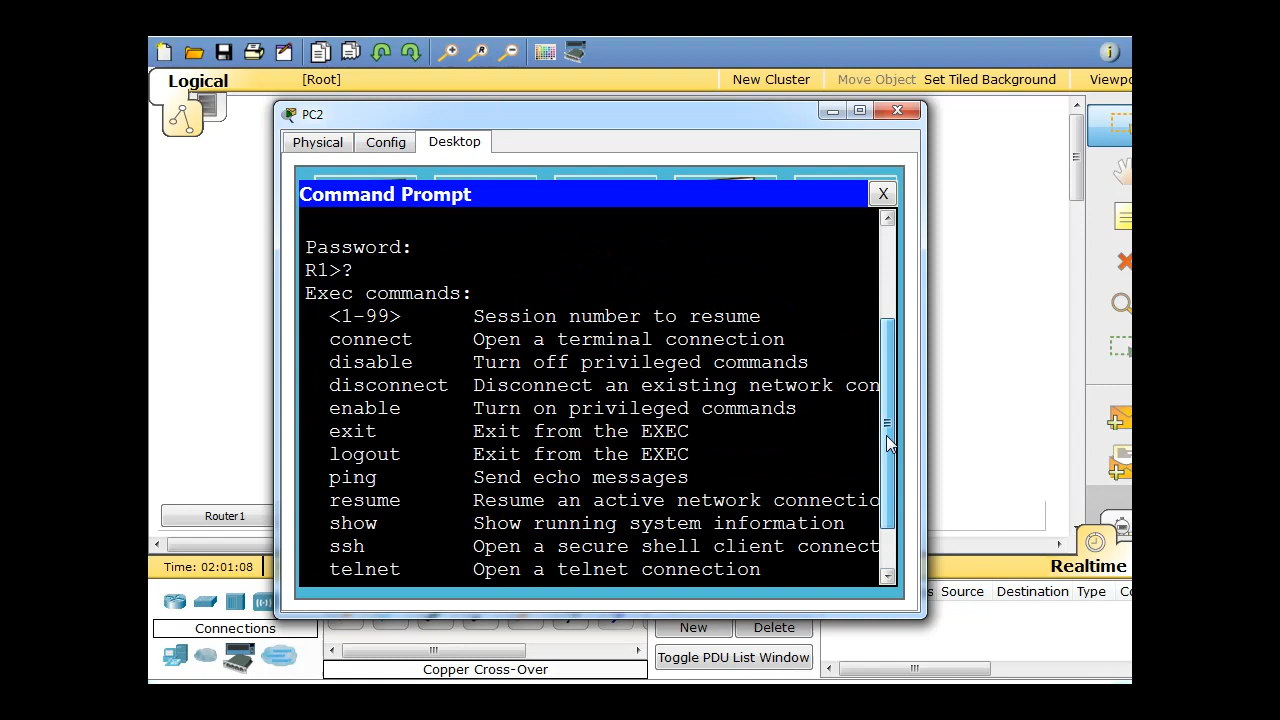 Logical
[Root]
New Cluster
Move Object
Set Tiled Background
Viewpo
PC2
Physical
Config
Desktop
Command Prompt
X
Password:
R1>?
Exec commands:
<1-99> Session number to resume
connect Open a terminal connection
disable Turn off privileged commands
disconnect Disconnect an existing network con
enable Turn on privileged commands
exit Exit from the EXEC
logout Exit from the EXEC
ping Send echo messages
resume Resume an active network connectio
show Show running system information
ssh Open a secure shell client connect
telnet Open a telnet connection
Router1
Time: 02:01:08
Realtime
s Source Destination Type Co
Connections
New
Delete
Toggle PDU List Window
Copper Cross-Over